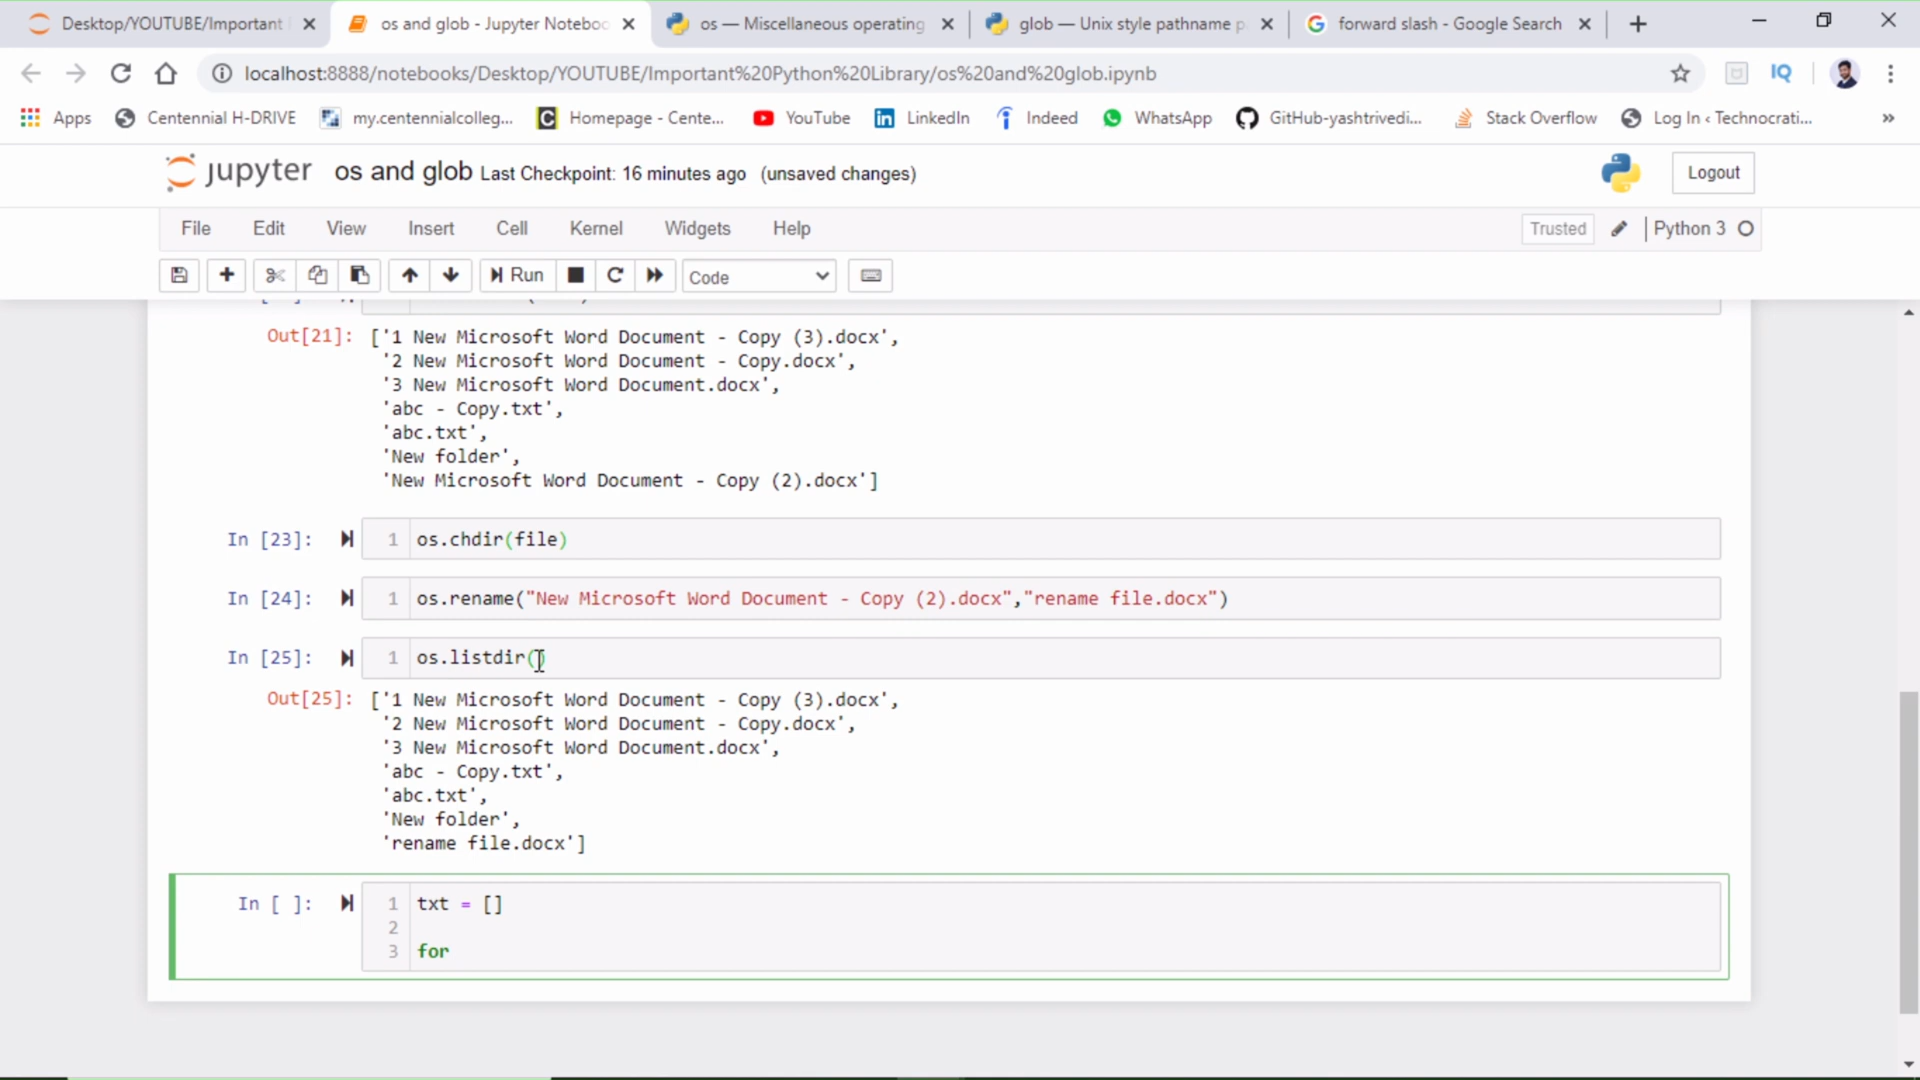 Desktop/YOUTUBE/Important
os and glob - Jupyter Noteboo
os — Miscellaneous operating
glob — Unix style pathname p
forward slash - Google Search
localhost:8888/notebooks/Desktop/YOUTUBE/Important%20Python%20Library/os%20and%20glob.ipynb
IQ
Apps
Centennial H-DRIVE
my.centennialcolleg...
Homepage - Cente...
YouTube
LinkedIn
Indeed
WhatsApp
GitHub-yashtrivedi...
Stack Overflow
Log In ‹ Technocrati...
»
jupyter os and glob Last Checkpoint: 16 minutes ago (unsaved changes)
Logout
File Edit View Insert Cell Kernel Widgets Help
Trusted
Python 3
Run
Code
Out[21]: ['1 New Microsoft Word Document - Copy (3).docx',
'2 New Microsoft Word Document - Copy.docx',
'3 New Microsoft Word Document.docx',
'abc - Copy.txt',
'abc.txt',
'New folder',
'New Microsoft Word Document - Copy (2).docx']
In [23]: 1 os.chdir(file)
In [24]: 1 os.rename("New Microsoft Word Document - Copy (2).docx","rename file.docx")
In [25]: 1 os.listdir()
Out[25]: ['1 New Microsoft Word Document - Copy (3).docx',
'2 New Microsoft Word Document - Copy.docx',
'3 New Microsoft Word Document.docx',
'abc - Copy.txt',
'abc.txt',
'New folder',
'rename file.docx']
In [ ]: 1 txt = []
2
3 for